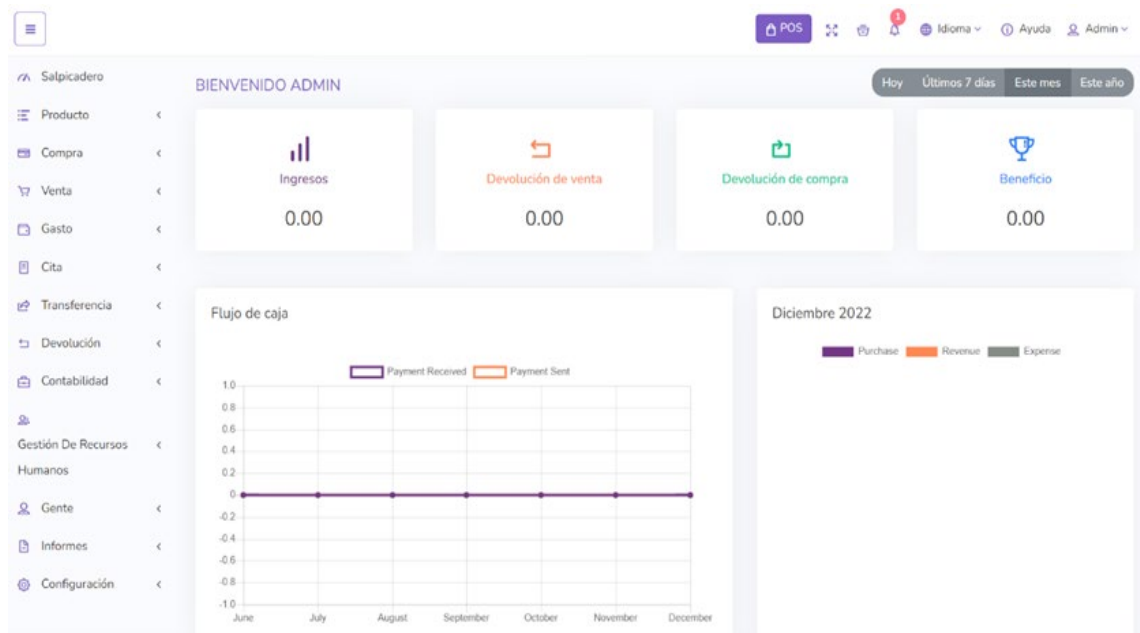 POS
1
Idioma
Ayuda
Admin
Salpicadero
Producto
Compra
Venta
Gasto
Cita
Transferencia
Devolución
Contabilidad
Gestión De Recursos
Humanos
Gente
Informes
Configuración
BIENVENIDO ADMIN
Hoy Últimos 7 días Este mes Este año
Ingresos
0.00
Devolución de venta
0.00
Devolución de compra
0.00
Beneficio
0.00
Flujo de caja
Payment Received Payment Sent
1.0
0.8
0.6
0.4
0.2
0
-0.2
-0.4
-0.6
-0.8
-1.0
June July August September October November December
Diciembre 2022
Purchase Revenue Expense